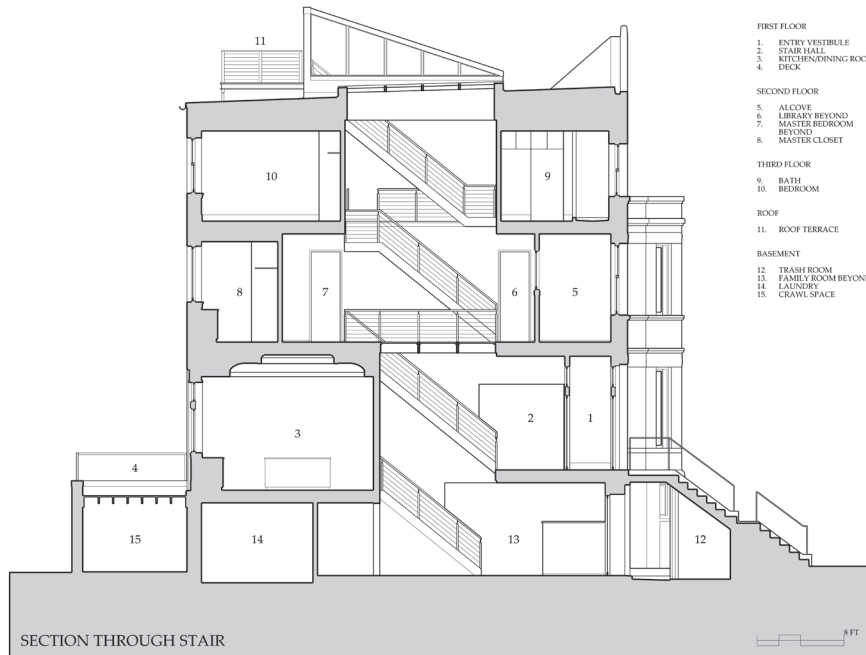 11
FIRST FLOOR
1. ENTRY VESTIBULE
2. STAIR HALL
3. KITCHEN/DINING ROO
4. DECK
SECOND FLOOR
5. ALCOVE
6. LIBRARY BEYOND
7. MASTER BEDROOM
BEYOND
8. MASTER CLOSET
THIRD FLOOR
9. BATH
10. BEDROOM
ROOF
11. ROOF TERRACE
BASEMENT
12. TRASH ROOM
13. FAMILY ROOM BEYON
14. LAUNDRY
15. CRAWL SPACE
10
9
8
7
6
5
3
2
1
4
15
14
13
12
SECTION THROUGH STAIR
8 FT